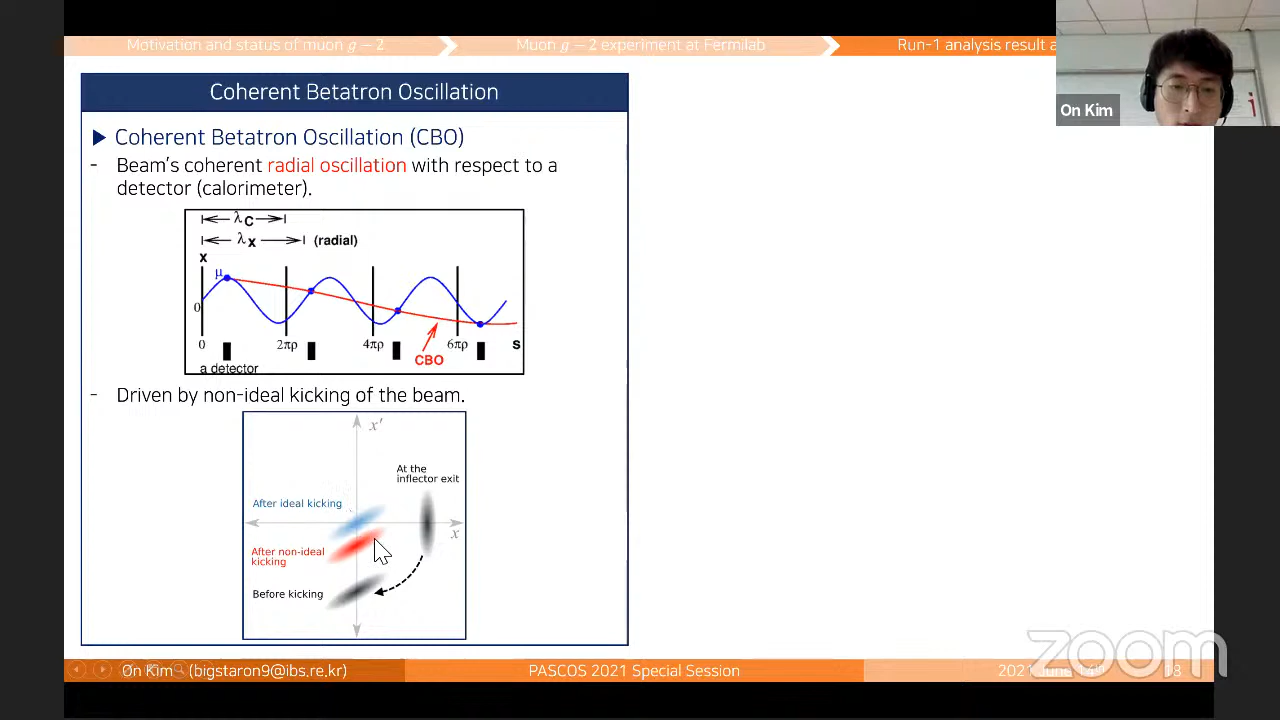 Motivation and status of muon g − 2
Muon g − 2 experiment at Fermilab
Run-1 analysis result a
On Kim
Coherent Betatron Oscillation
▶ Coherent Betatron Oscillation (CBO)
- Beam's coherent radial oscillation with respect to a
detector (calorimeter).
λC
λx (radial)
x
μ
0
0 2πρ 4πρ 6πρ s
CBO
a detector
- Driven by non-ideal kicking of the beam.
x′
At the
inflector exit
After ideal kicking
x
After non-ideal
kicking
Before kicking
zoom
On Kim (bigstaron9@ibs.re.kr)
PASCOS 2021 Special Session
2021 June 14th
18